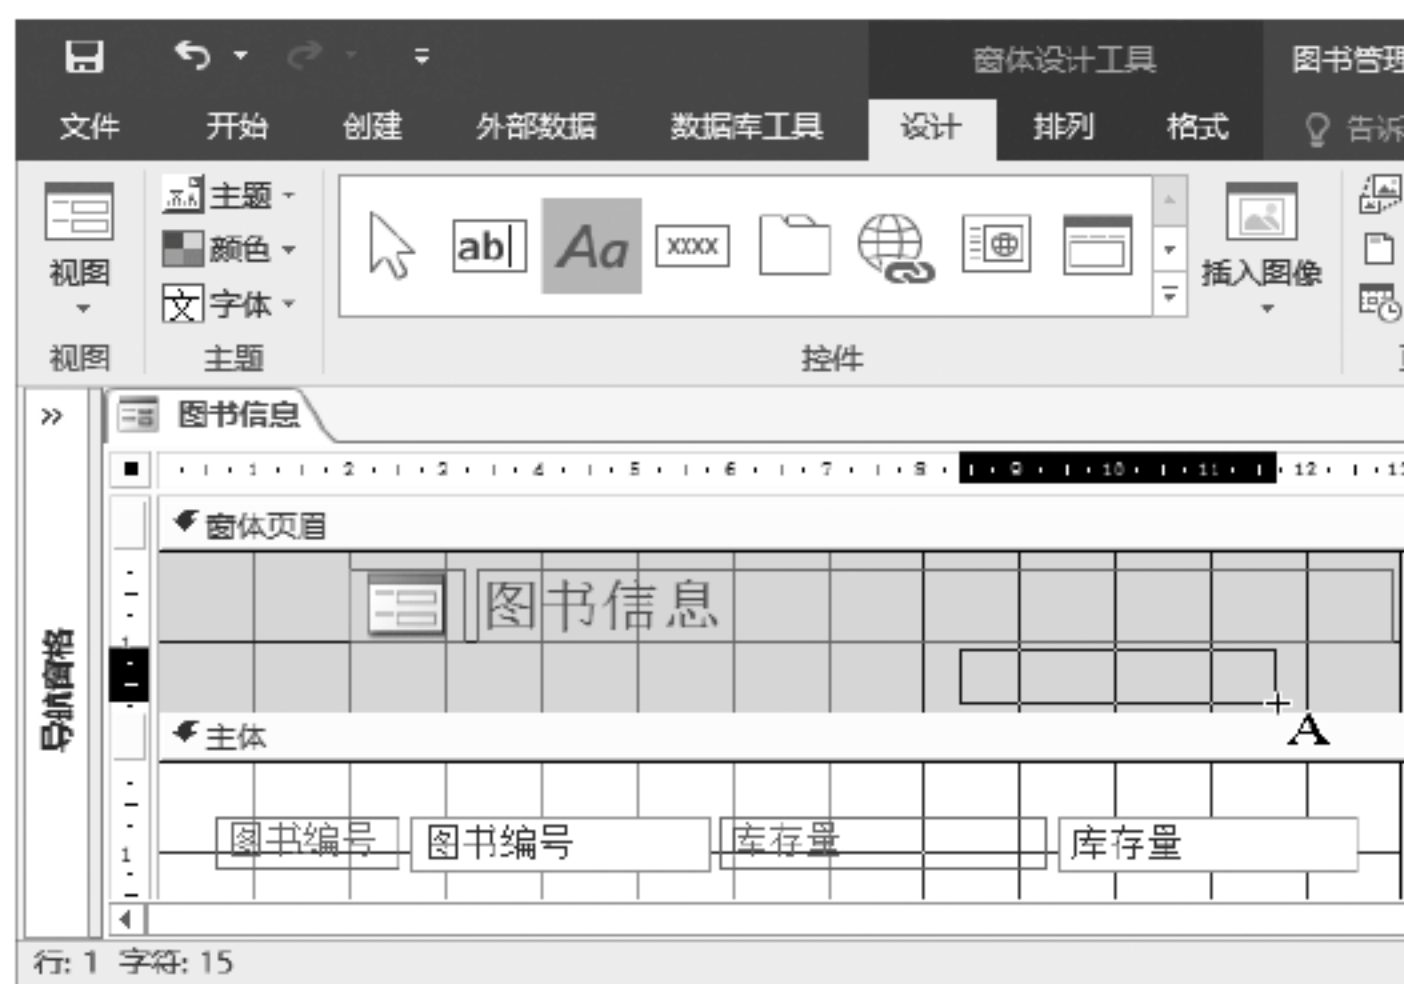 窗体设计工具 图书管理
文件 开始 创建 外部数据 数据库工具 设计 排列 格式 告诉
视图 主题 颜色 字体 ab Aa xxxx 插入图像
视图 主题 控件
图书信息
1 2 3 4 5 6 7 8 9 10 11 12
窗体页眉
图书信息
1
导航窗格
主体
图书编号 图书编号 库存量 库存量
1
行: 1 字符: 15